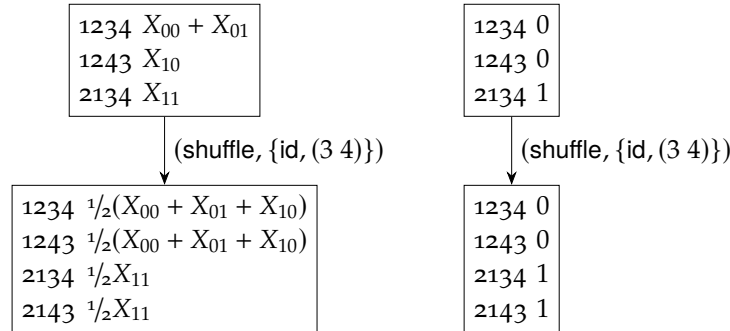 1234 X₀₀ + X₀₁
1243 X₁₀
2134 X₁₁
1234 0
1243 0
2134 1
(shuffle, {id, (3 4)})
(shuffle, {id, (3 4)})
1234 1/2(X₀₀ + X₀₁ + X₁₀)
1243 1/2(X₀₀ + X₀₁ + X₁₀)
2134 1/2X₁₁
2143 1/2X₁₁
1234 0
1243 0
2134 1
2143 1